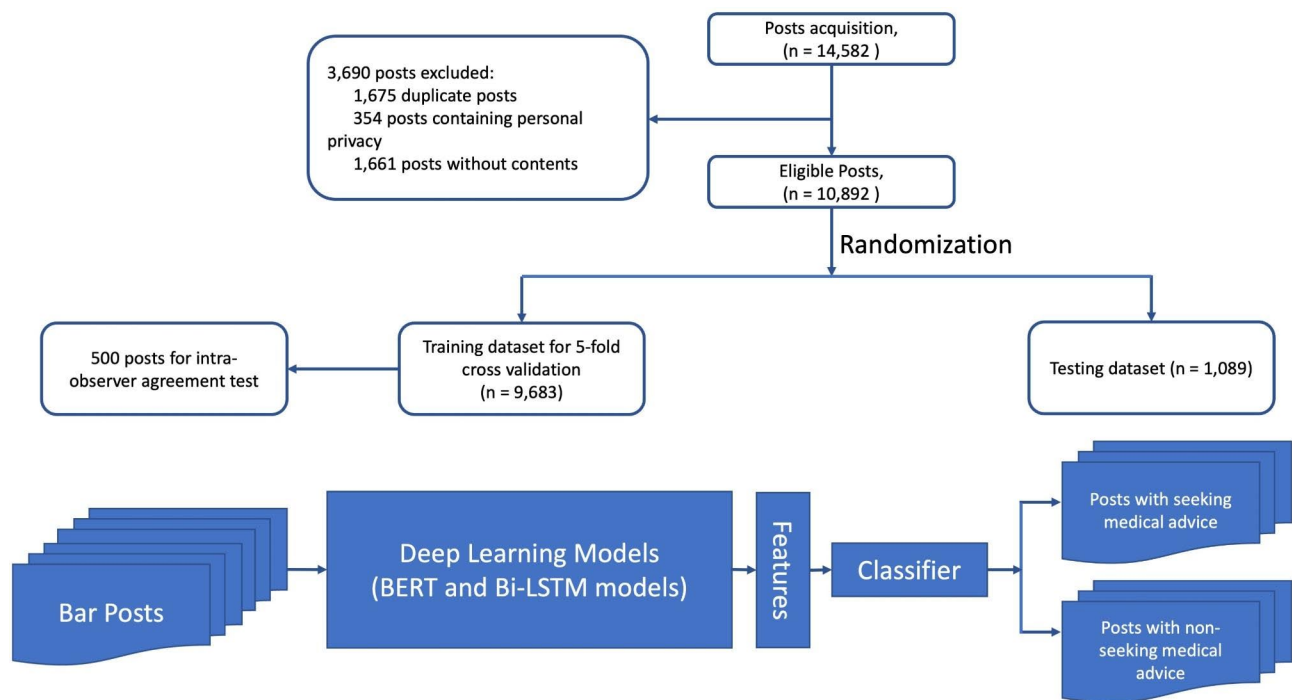 Posts acquisition,
(n = 14,582 )
3,690 posts excluded:
1,675 duplicate posts
354 posts containing personal
privacy
1,661 posts without contents
Eligible Posts,
(n = 10,892 )
Randomization
500 posts for intra-
observer agreement test
Training dataset for 5-fold
cross validation
(n = 9,683)
Testing dataset (n = 1,089)
Bar Posts
Deep Learning Models
(BERT and Bi-LSTM models)
Features
Classifier
Posts with seeking
medical advice
Posts with non-
seeking medical
advice